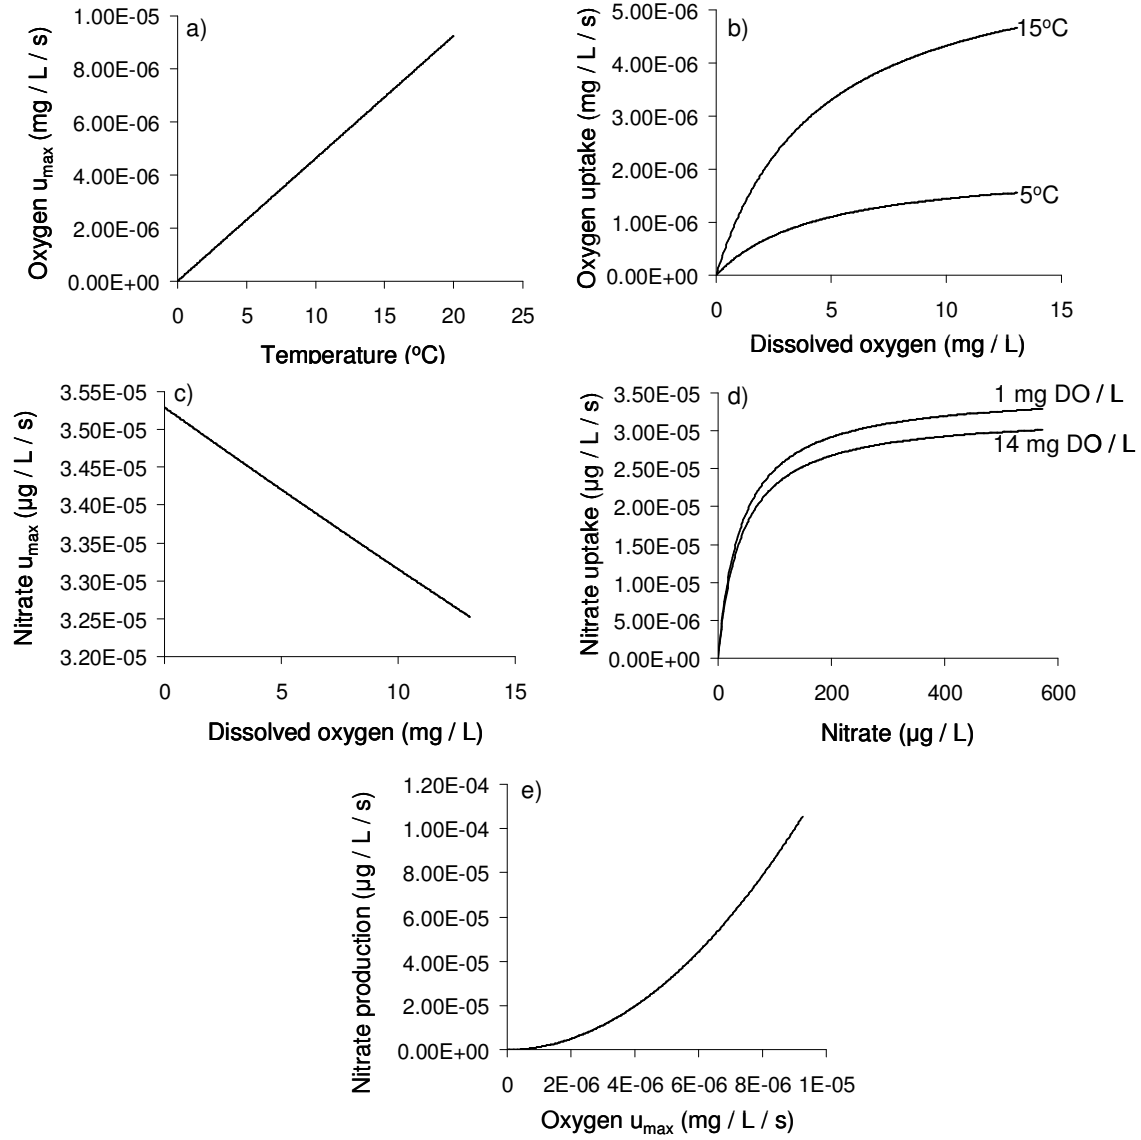 a)
Oxygen umax (mg / L / s)
1.00E-05
8.00E-06
6.00E-06
4.00E-06
2.00E-06
0.00E+00
0 5 10 15 20 25
Temperature (ºC)
b)
Oxygen uptake (mg / L / s)
5.00E-06
4.00E-06
3.00E-06
2.00E-06
1.00E-06
0.00E+00
15ºC
5ºC
0 5 10 15
Dissolved oxygen (mg / L)
c)
Nitrate umax (µg / L / s)
3.55E-05
3.50E-05
3.45E-05
3.40E-05
3.35E-05
3.30E-05
3.25E-05
3.20E-05
0 5 10 15
Dissolved oxygen (mg / L)
d)
Nitrate uptake (µg / L / s)
3.50E-05
3.00E-05
2.50E-05
2.00E-05
1.50E-05
1.00E-05
5.00E-06
0.00E+00
1 mg DO / L
14 mg DO / L
0 200 400 600
Nitrate (µg / L)
e)
Nitrate production (µg / L / s)
1.20E-04
1.00E-04
8.00E-05
6.00E-05
4.00E-05
2.00E-05
0.00E+00
0 2E-06 4E-06 6E-06 8E-06 1E-05
Oxygen umax (mg / L / s)